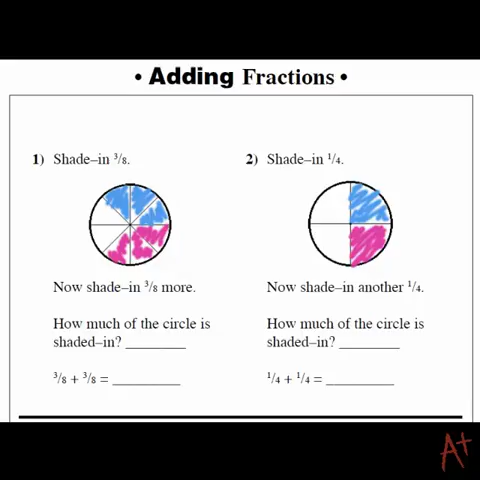 • Adding Fractions •
1) Shade–in 3/8.
2) Shade–in 1/4.
Now shade–in 3/8 more.
Now shade–in another 1/4.
How much of the circle is
shaded–in? ________
How much of the circle is
shaded–in? ________
3/8 + 3/8 = _________
1/4 + 1/4 = _________
A+